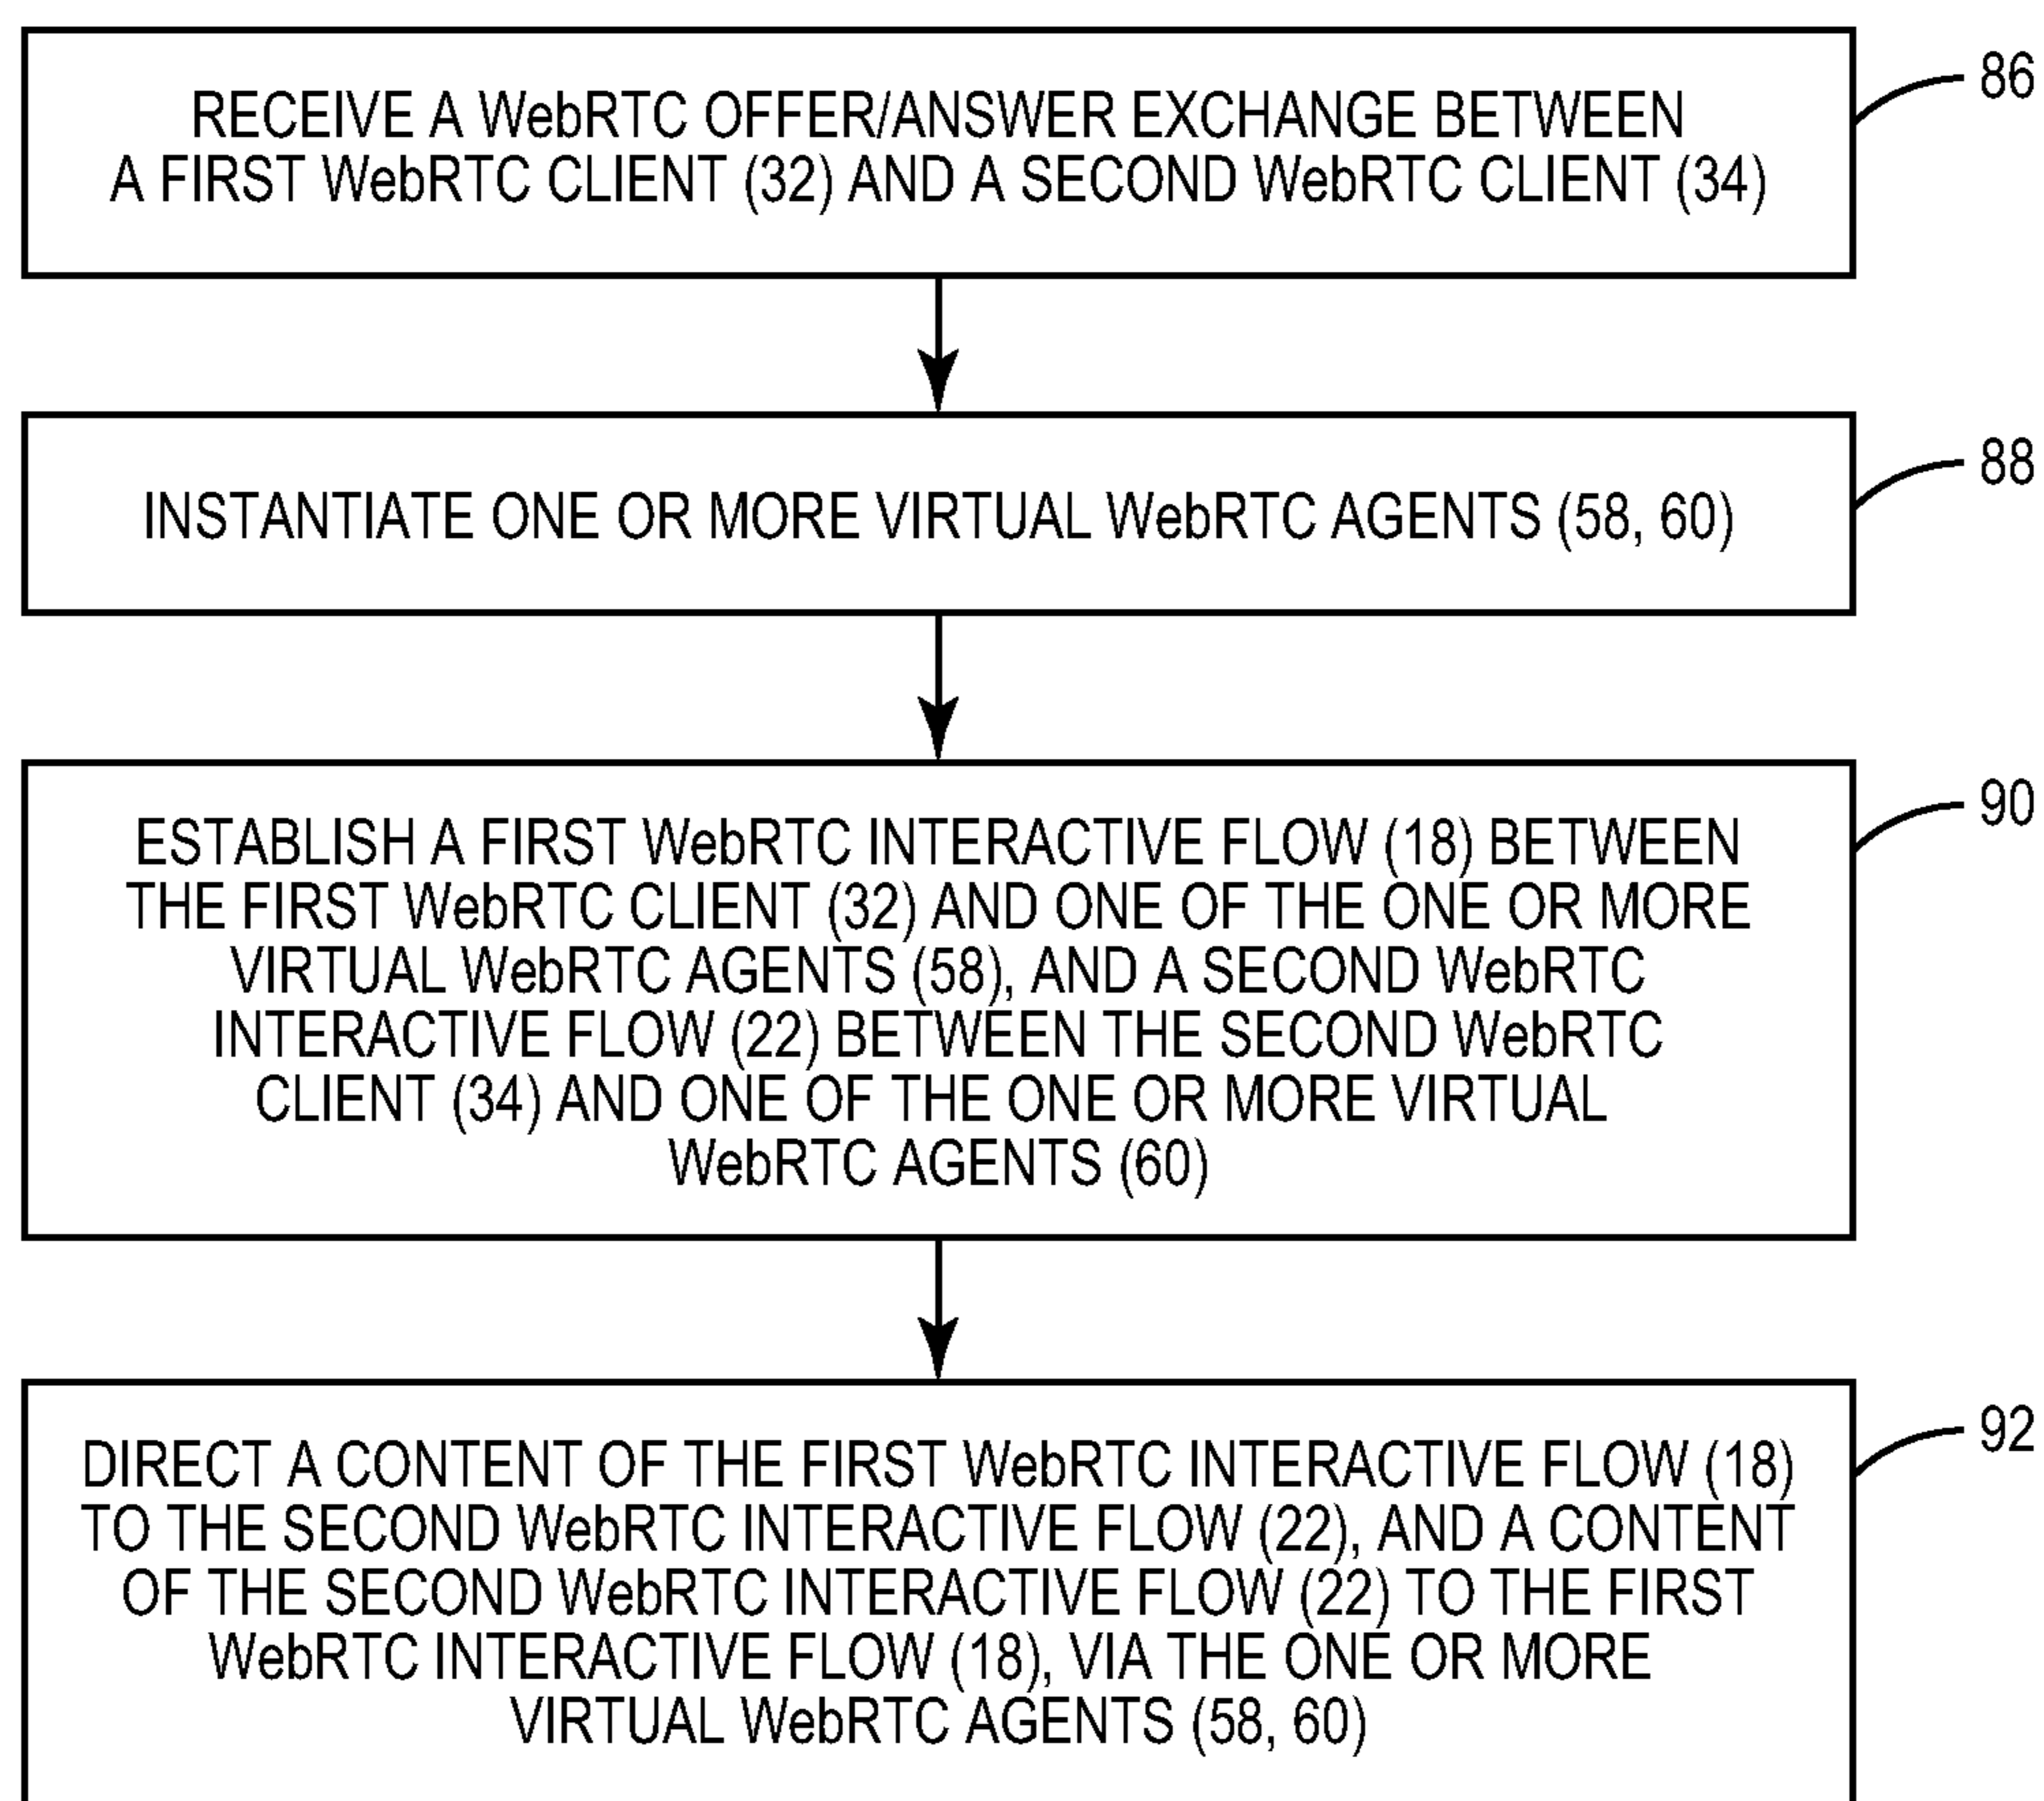 RECEIVE A WebRTC OFFER/ANSWER EXCHANGE BETWEEN
A FIRST WebRTC CLIENT (32) AND A SECOND WebRTC CLIENT (34)
86
INSTANTIATE ONE OR MORE VIRTUAL WebRTC AGENTS (58, 60)
88
ESTABLISH A FIRST WebRTC INTERACTIVE FLOW (18) BETWEEN
THE FIRST WebRTC CLIENT (32) AND ONE OF THE ONE OR MORE
VIRTUAL WebRTC AGENTS (58), AND A SECOND WebRTC
INTERACTIVE FLOW (22) BETWEEN THE SECOND WebRTC
CLIENT (34) AND ONE OF THE ONE OR MORE VIRTUAL
WebRTC AGENTS (60)
90
DIRECT A CONTENT OF THE FIRST WebRTC INTERACTIVE FLOW (18)
TO THE SECOND WebRTC INTERACTIVE FLOW (22), AND A CONTENT
OF THE SECOND WebRTC INTERACTIVE FLOW (22) TO THE FIRST
WebRTC INTERACTIVE FLOW (18), VIA THE ONE OR MORE
VIRTUAL WebRTC AGENTS (58, 60)
92